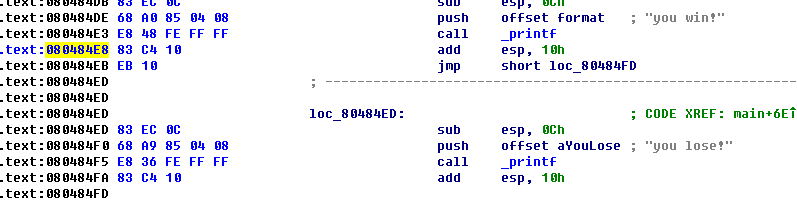 .text:080484DB 83 EC 0C sub esp, 0Ch
.text:080484DE 68 A0 85 04 08 push offset format ; "you win!"
.text:080484E3 E8 48 FE FF FF call _printf
.text:080484E8 83 C4 10 add esp, 10h
.text:080484EB EB 10 jmp short loc_80484FD
.text:080484ED ; ---------------------------------------------------------------------------
.text:080484ED
.text:080484ED loc_80484ED: ; CODE XREF: main+6E↑
.text:080484ED 83 EC 0C sub esp, 0Ch
.text:080484F0 68 A9 85 04 08 push offset aYouLose ; "you lose!"
.text:080484F5 E8 36 FE FF FF call _printf
.text:080484FA 83 C4 10 add esp, 10h
.text:080484FD